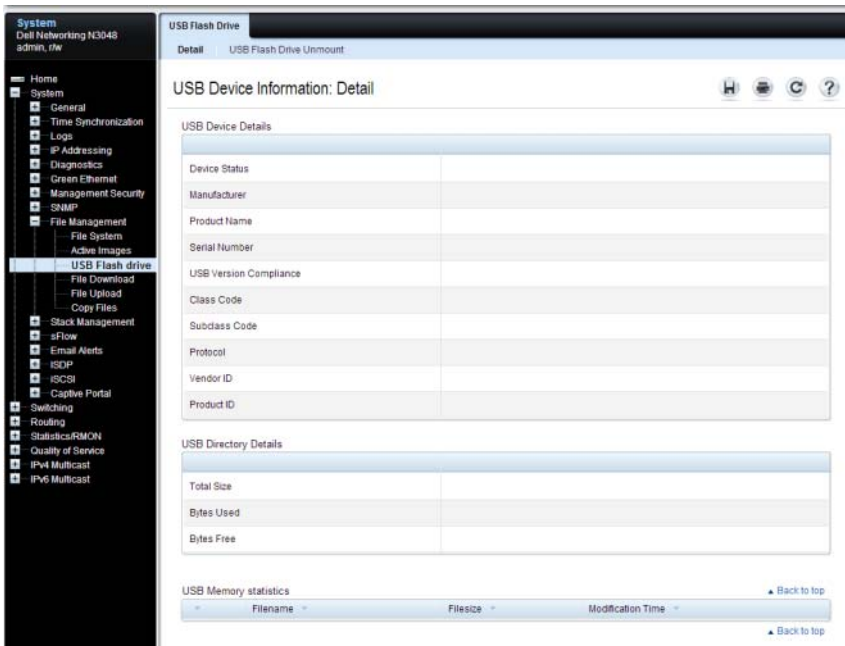 System
Dell Networking N3048
admin, r/w
Home
System
General
Time Synchronization
Logs
IP Addressing
Diagnostics
Green Ethernet
Management Security
SNMP
File Management
File System
Active Images
USB Flash drive
File Download
File Upload
Copy Files
Stack Management
sFlow
Email Alerts
ISDP
iSCSI
Captive Portal
Switching
Routing
Statistics/RMON
Quality of Service
IPv4 Multicast
IPv6 Multicast
USB Flash Drive
Detail USB Flash Drive Unmount
USB Device Information: Detail
USB Device Details
Device Status
Manufacturer
Product Name
Serial Number
USB Version Compliance
Class Code
Subclass Code
Protocol
Vendor ID
Product ID
USB Directory Details
Total Size
Bytes Used
Bytes Free
USB Memory statistics ▲ Back to top
Filename Filesize Modification Time
▲ Back to top